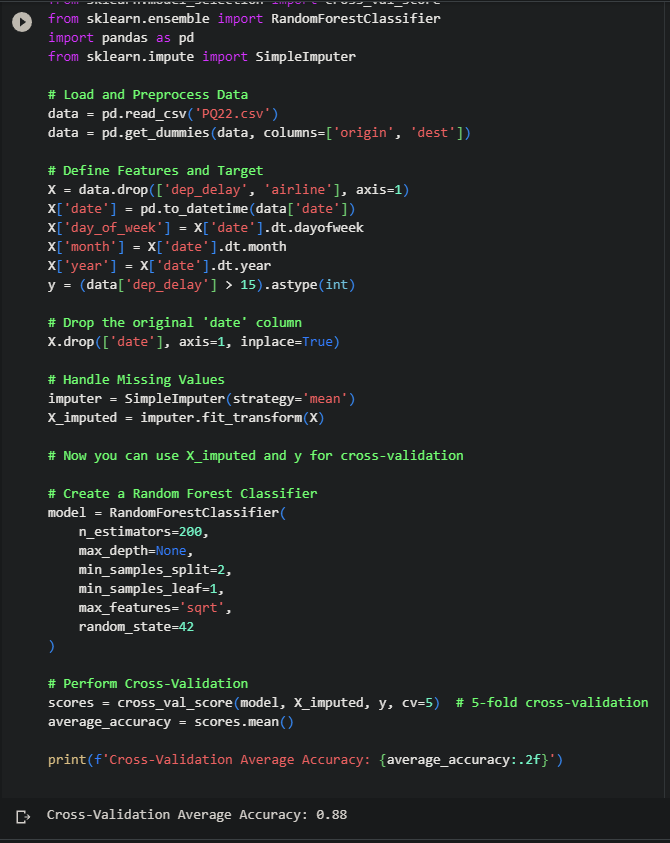 from sklearn.model_selection import cross_val_score
from sklearn.ensemble import RandomForestClassifier
import pandas as pd
from sklearn.impute import SimpleImputer
# Load and Preprocess Data
data = pd.read_csv('PQ22.csv')
data = pd.get_dummies(data, columns=['origin', 'dest'])
# Define Features and Target
X = data.drop(['dep_delay', 'airline'], axis=1)
X['date'] = pd.to_datetime(data['date'])
X['day_of_week'] = X['date'].dt.dayofweek
X['month'] = X['date'].dt.month
X['year'] = X['date'].dt.year
y = (data['dep_delay'] > 15).astype(int)
# Drop the original 'date' column
X.drop(['date'], axis=1, inplace=True)
# Handle Missing Values
imputer = SimpleImputer(strategy='mean')
X_imputed = imputer.fit_transform(X)
# Now you can use X_imputed and y for cross-validation
# Create a Random Forest Classifier
model = RandomForestClassifier(
    n_estimators=200,
    max_depth=None,
    min_samples_split=2,
    min_samples_leaf=1,
    max_features='sqrt',
    random_state=42
)
# Perform Cross-Validation
scores = cross_val_score(model, X_imputed, y, cv=5)  # 5-fold cross-validation
average_accuracy = scores.mean()
print(f'Cross-Validation Average Accuracy: {average_accuracy:.2f}')
Cross-Validation Average Accuracy: 0.88